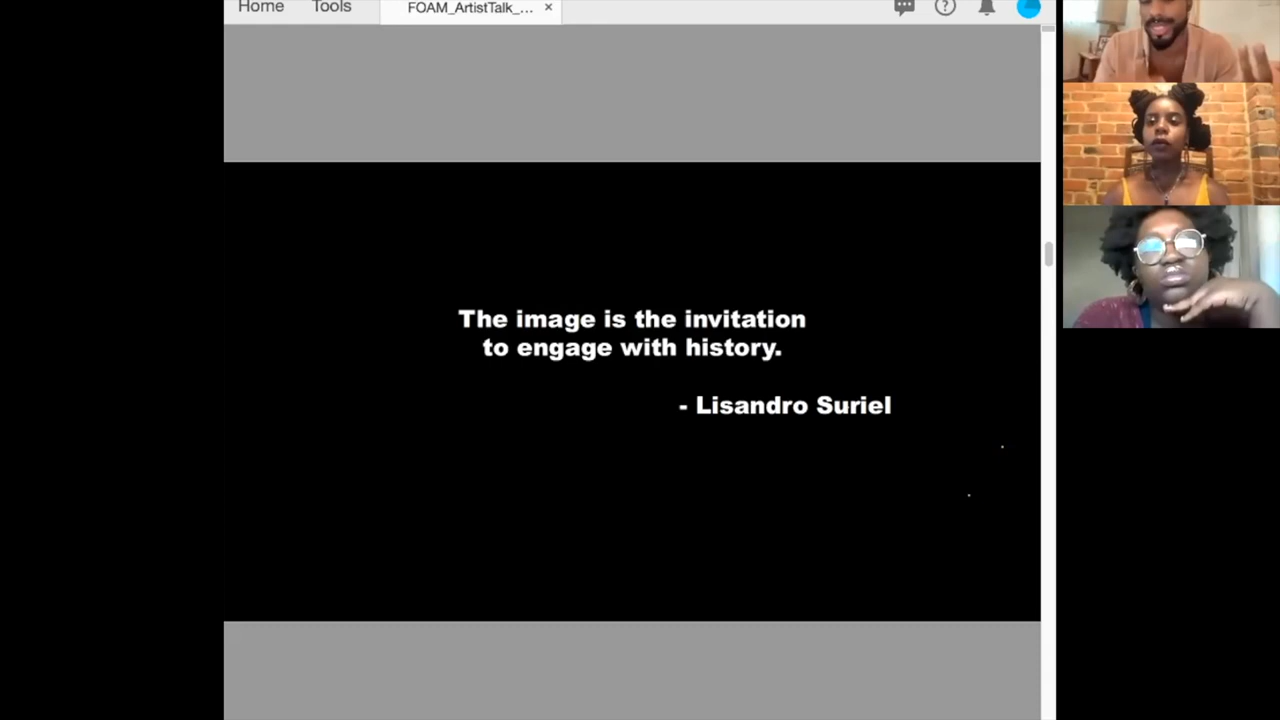 Home Tools FOAM_ArtistTalk_... ×
The image is the invitation
to engage with history.
- Lisandro Suriel